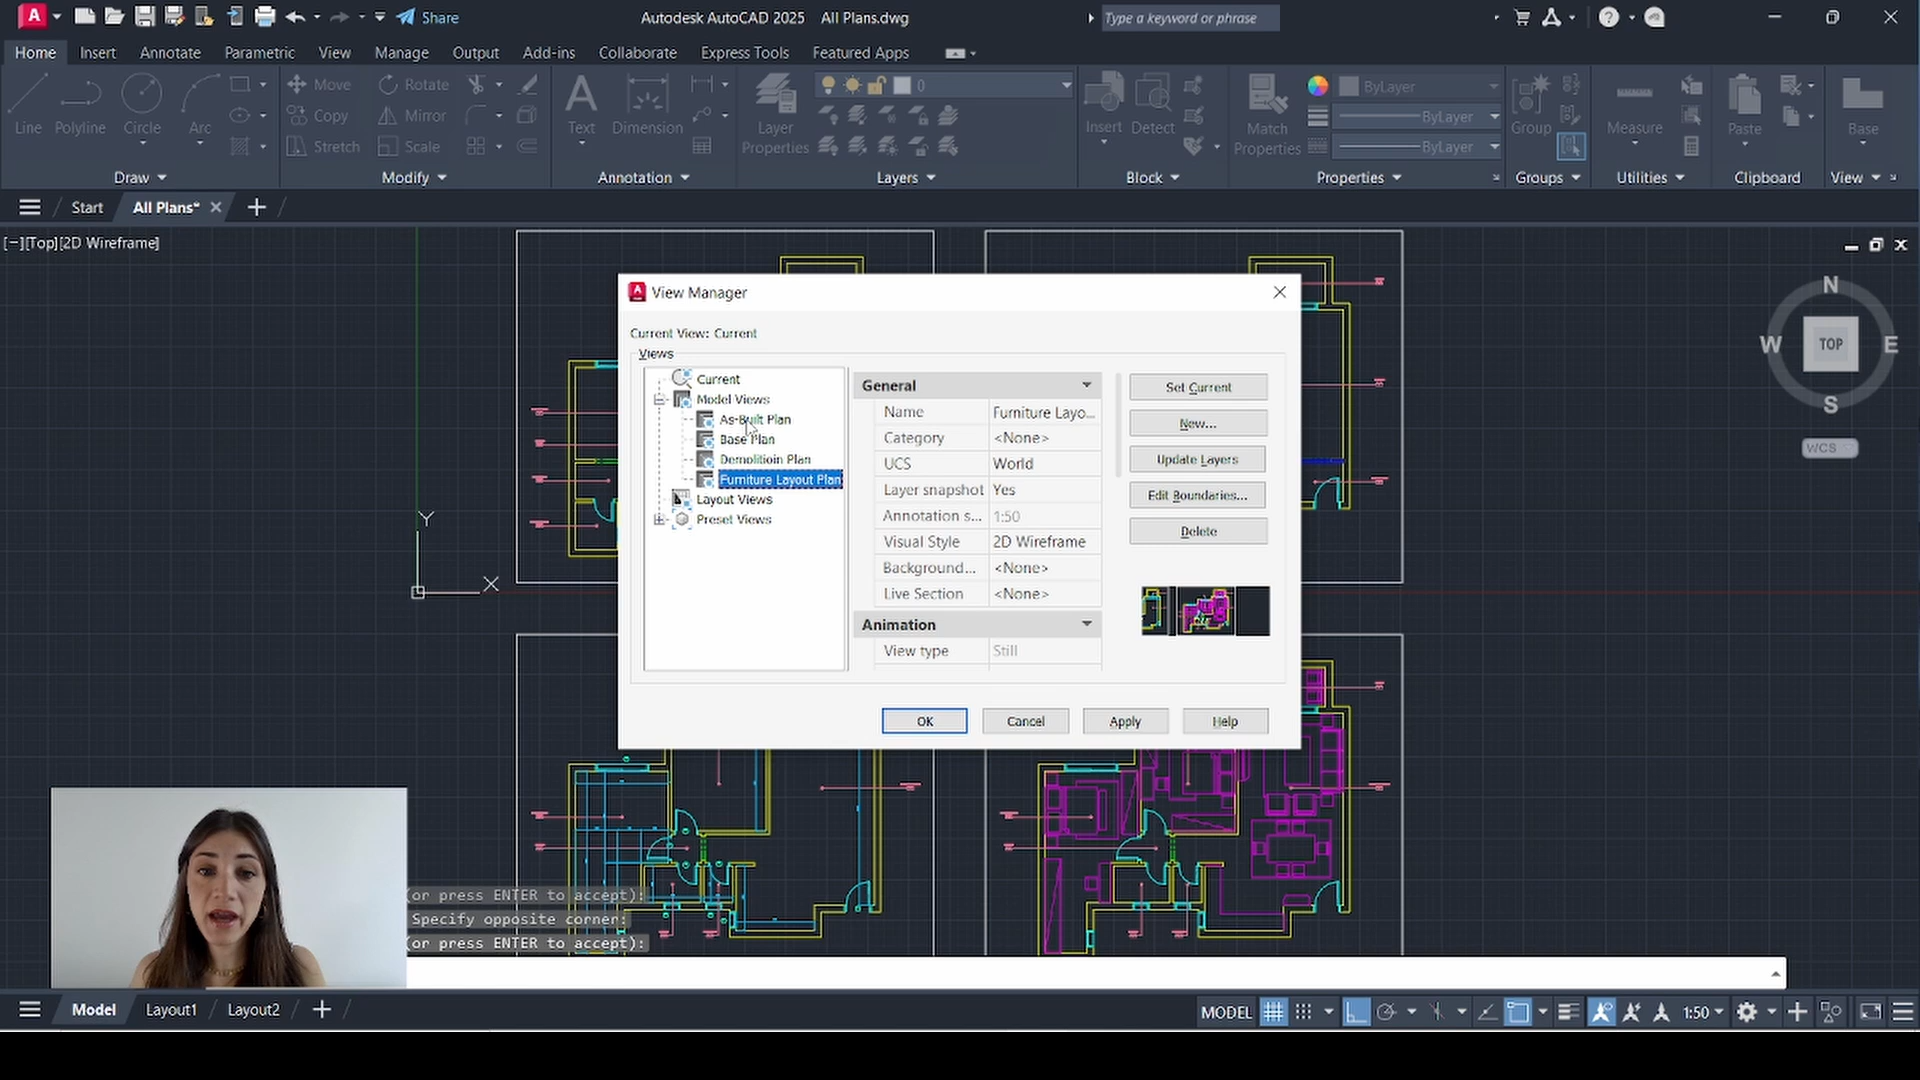 Share
Autodesk AutoCAD 2025 All Plans.dwg
Type a keyword or phrase
Home Insert Annotate Parametric View Manage Output Add-ins Collaborate Express Tools Featured Apps
Line Polyline Circle Arc
Move Rotate
Copy Mirror
Stretch Scale
Text Dimension
Layer
Properties
0
Insert Detect
Match
Properties
ByLayer
ByLayer
ByLayer
Group
Measure
Paste
Base
Draw Modify Annotation Layers Block Properties Groups Utilities Clipboard View
Start All Plans*
[−][Top][2D Wireframe]
N
W TOP E
S
WCS
Y
X
View Manager
Current View: Current
Views
Current
Model Views
As-Built Plan
Base Plan
Demolitioin Plan
Furniture Layout Plan
Layout Views
Preset Views
General
Name Furniture Layo...
Category <None>
UCS World
Layer snapshot Yes
Annotation s... 1:50
Visual Style 2D Wireframe
Background... <None>
Live Section <None>
Animation
View type Still
Set Current
New...
Update Layers
Edit Boundaries...
Delete
OK Cancel Apply Help
(or press ENTER to accept):
Specify opposite corner:
(or press ENTER to accept):
Model Layout1 Layout2
MODEL 1:50